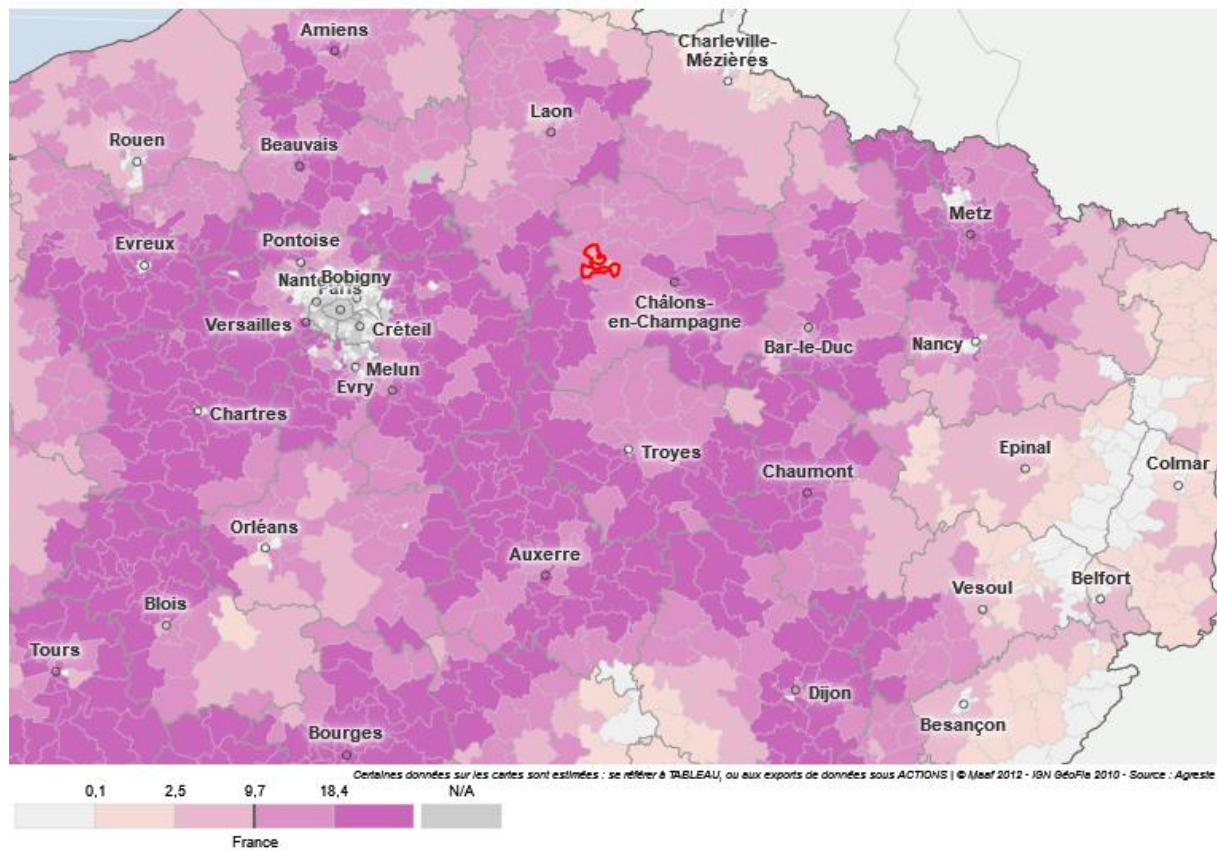 Amiens
Charleville-
Mézières
Laon
Rouen
Beauvais
Metz
Evreux
Pontoise
Nante
Bobigny
Paris
Châlons-
en-Champagne
Versailles
Créteil
Bar-le-Duc
Nancy
Melun
Evry
Chartres
Troyes
Epinal
Colmar
Chaumont
Orléans
Auxerre
Vesoul
Belfort
Blois
Tours
Dijon
Besançon
Bourges
Certaines données sur les cartes sont estimées : se référer à TABLEAU, ou aux exports de données sous ACTIONS | © Maaf 2012 - IGN GéoFla 2010 - Source : Agreste
0,1 2,5 9,7 18,4 N/A
France